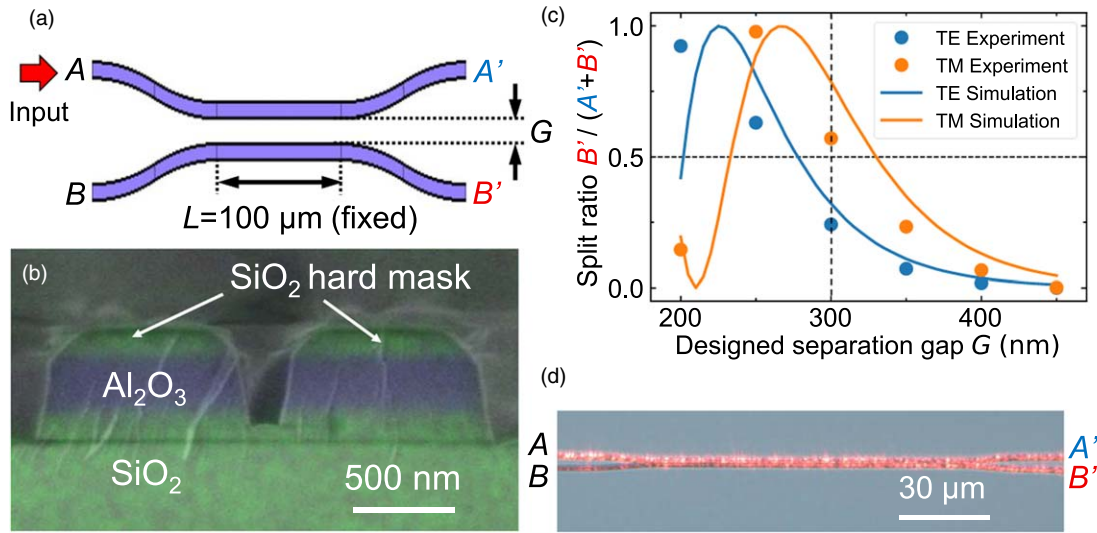 (a)
A
A'
Input
G
B
B'
L=100 µm (fixed)
(b)
SiO₂ hard mask
Al₂O₃
SiO₂
500 nm
(c)
Split ratio B' / (A'+B')
1.0
0.5
0.0
TE Experiment
TM Experiment
TE Simulation
TM Simulation
200
300
400
Designed separation gap G (nm)
(d)
A
A'
B
B'
30 µm